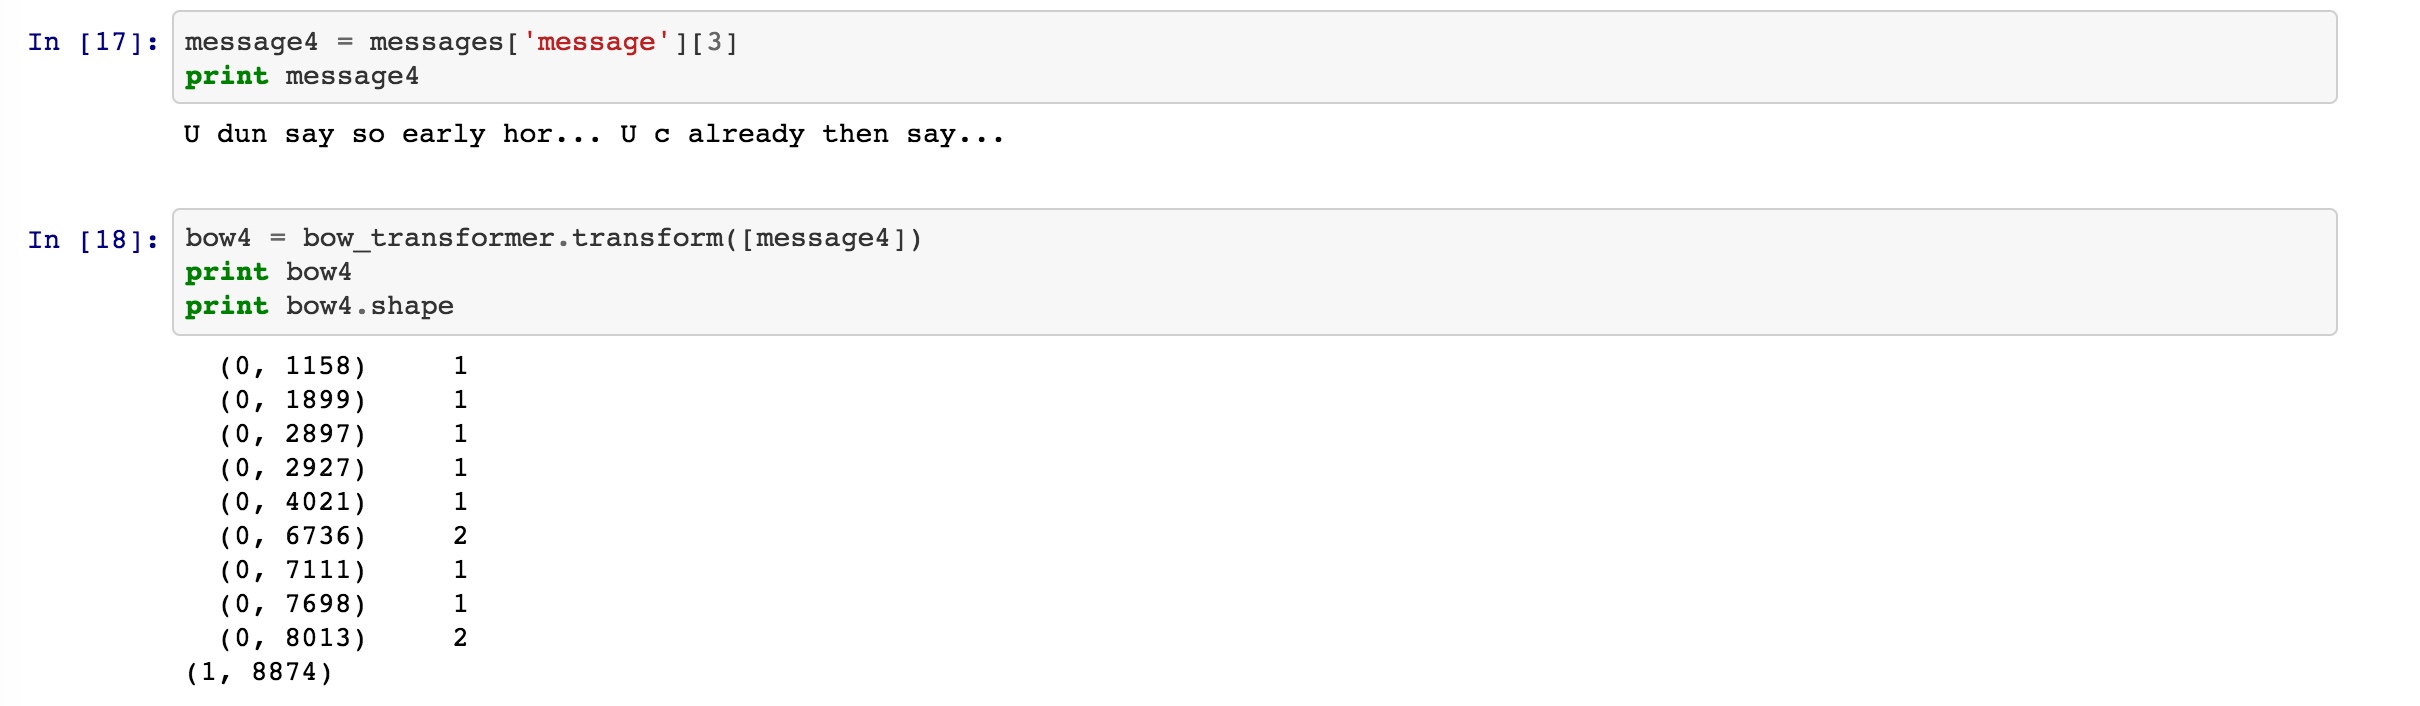 In [17]: message4 = messages['message'][3]
print message4
U dun say so early hor... U c already then say...
In [18]: bow4 = bow_transformer.transform([message4])
print bow4
print bow4.shape
(0, 1158) 1
(0, 1899) 1
(0, 2897) 1
(0, 2927) 1
(0, 4021) 1
(0, 6736) 2
(0, 7111) 1
(0, 7698) 1
(0, 8013) 2
(1, 8874)